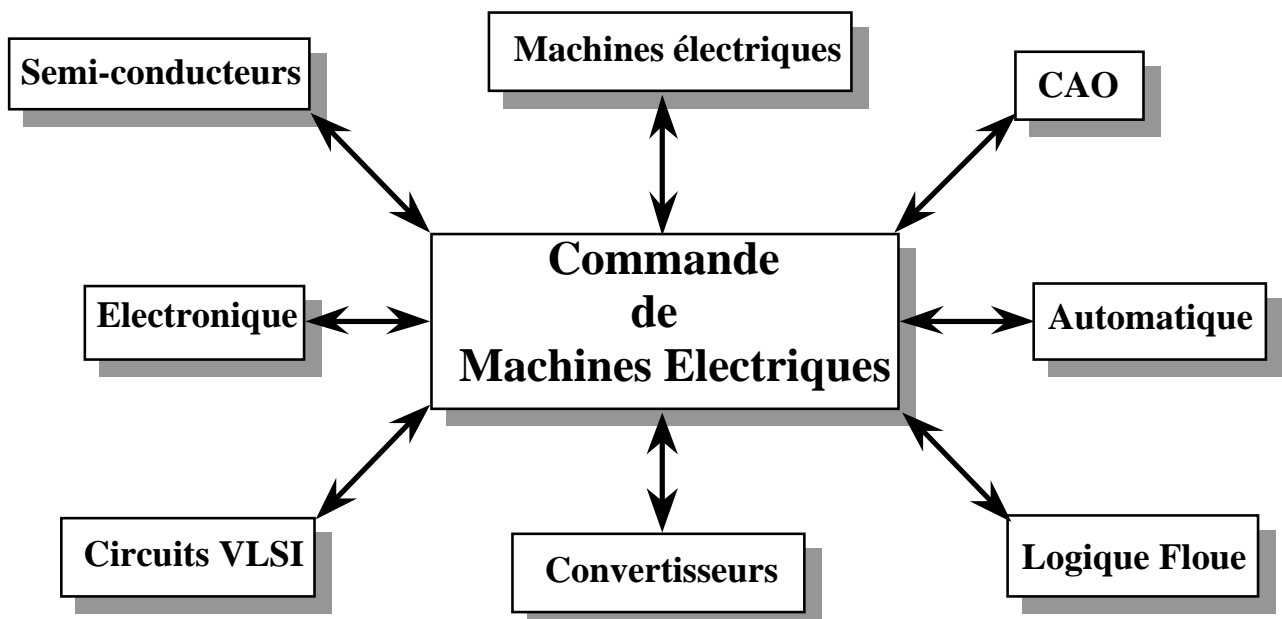 Semi-conducteurs
Machines électriques
CAO
Commande
de
Machines Electriques
Electronique
Automatique
Circuits VLSI
Convertisseurs
Logique Floue